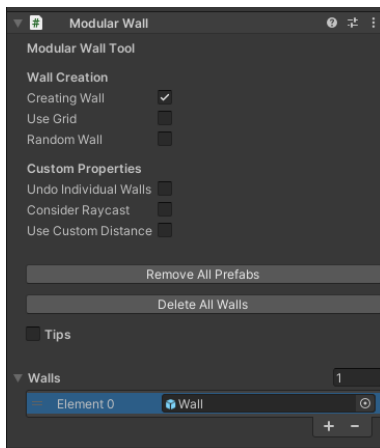 # Modular Wall
Modular Wall Tool
Wall Creation
Creating Wall
Use Grid
Random Wall
Custom Properties
Undo Individual Walls
Consider Raycast
Use Custom Distance
Remove All Prefabs
Delete All Walls
Tips
Walls 1
Element 0 Wall
+ -